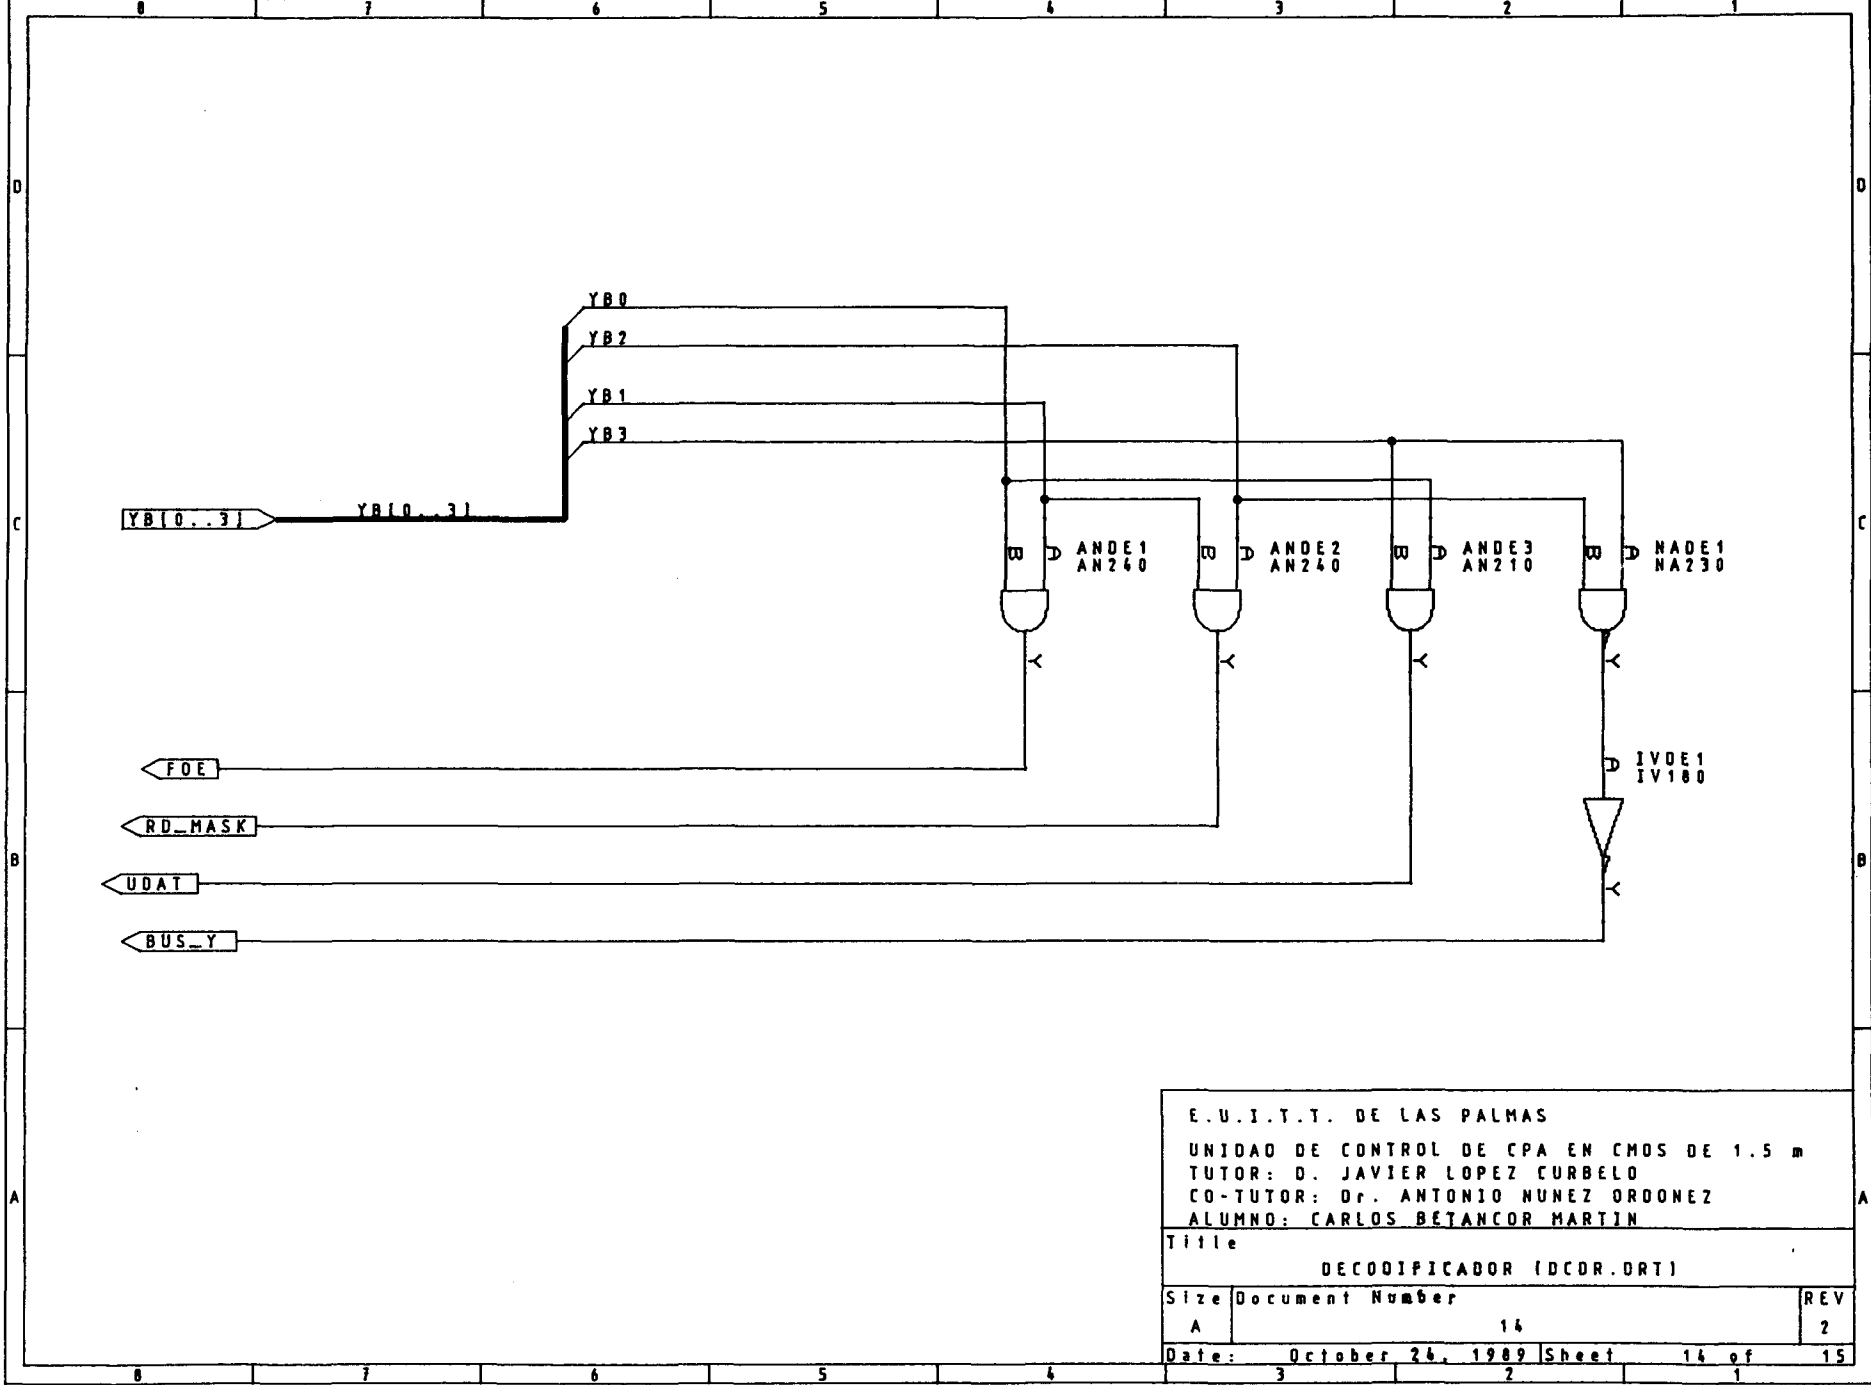 8 7 6 5 4 3 2 1
D D
YB0
YB2
YB1
YB3
C C
YB[0..3] YB[0..3]
B A ANDE1 B A ANDE2 B A ANDE3 B A NADE1
AN240 AN240 AN210 NA230
Y Y Y Y
FOE
A IVDE1
IV180
RD_MASK
B B
UDAT
Y
BUS_Y
E.U.I.T.T. DE LAS PALMAS
UNIDAD DE CONTROL DE CPA EN CMOS DE 1.5 m
TUTOR: D. JAVIER LOPEZ CURBELO
CO-TUTOR: Dr. ANTONIO NUNEZ ORDONEZ
A A
ALUMNO: CARLOS BETANCOR MARTIN
Title
DECODIFICADOR (DCDR.ORT)
Size Document Number REV
A 14 2
Date: October 24, 1989 Sheet 14 of 15
8 7 6 5 4 3 2 1